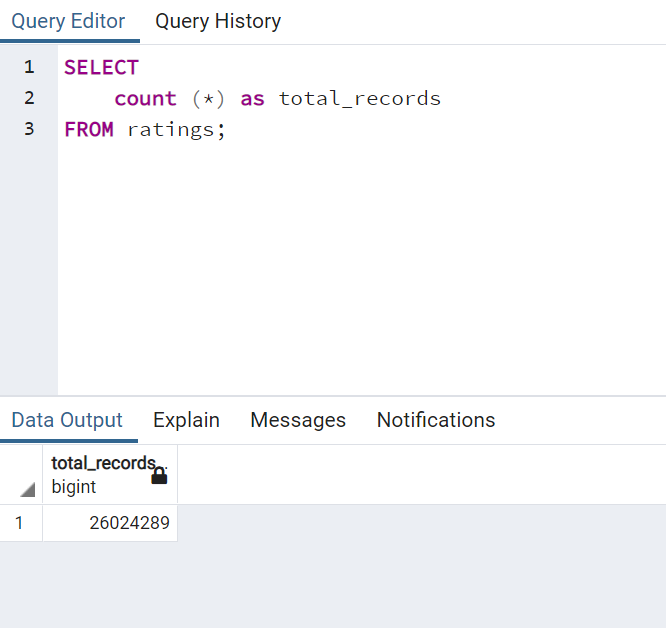 Query Editor Query History
1 SELECT
2 count (*) as total_records
3 FROM ratings;
Data Output Explain Messages Notifications
total_records
bigint
1 26024289